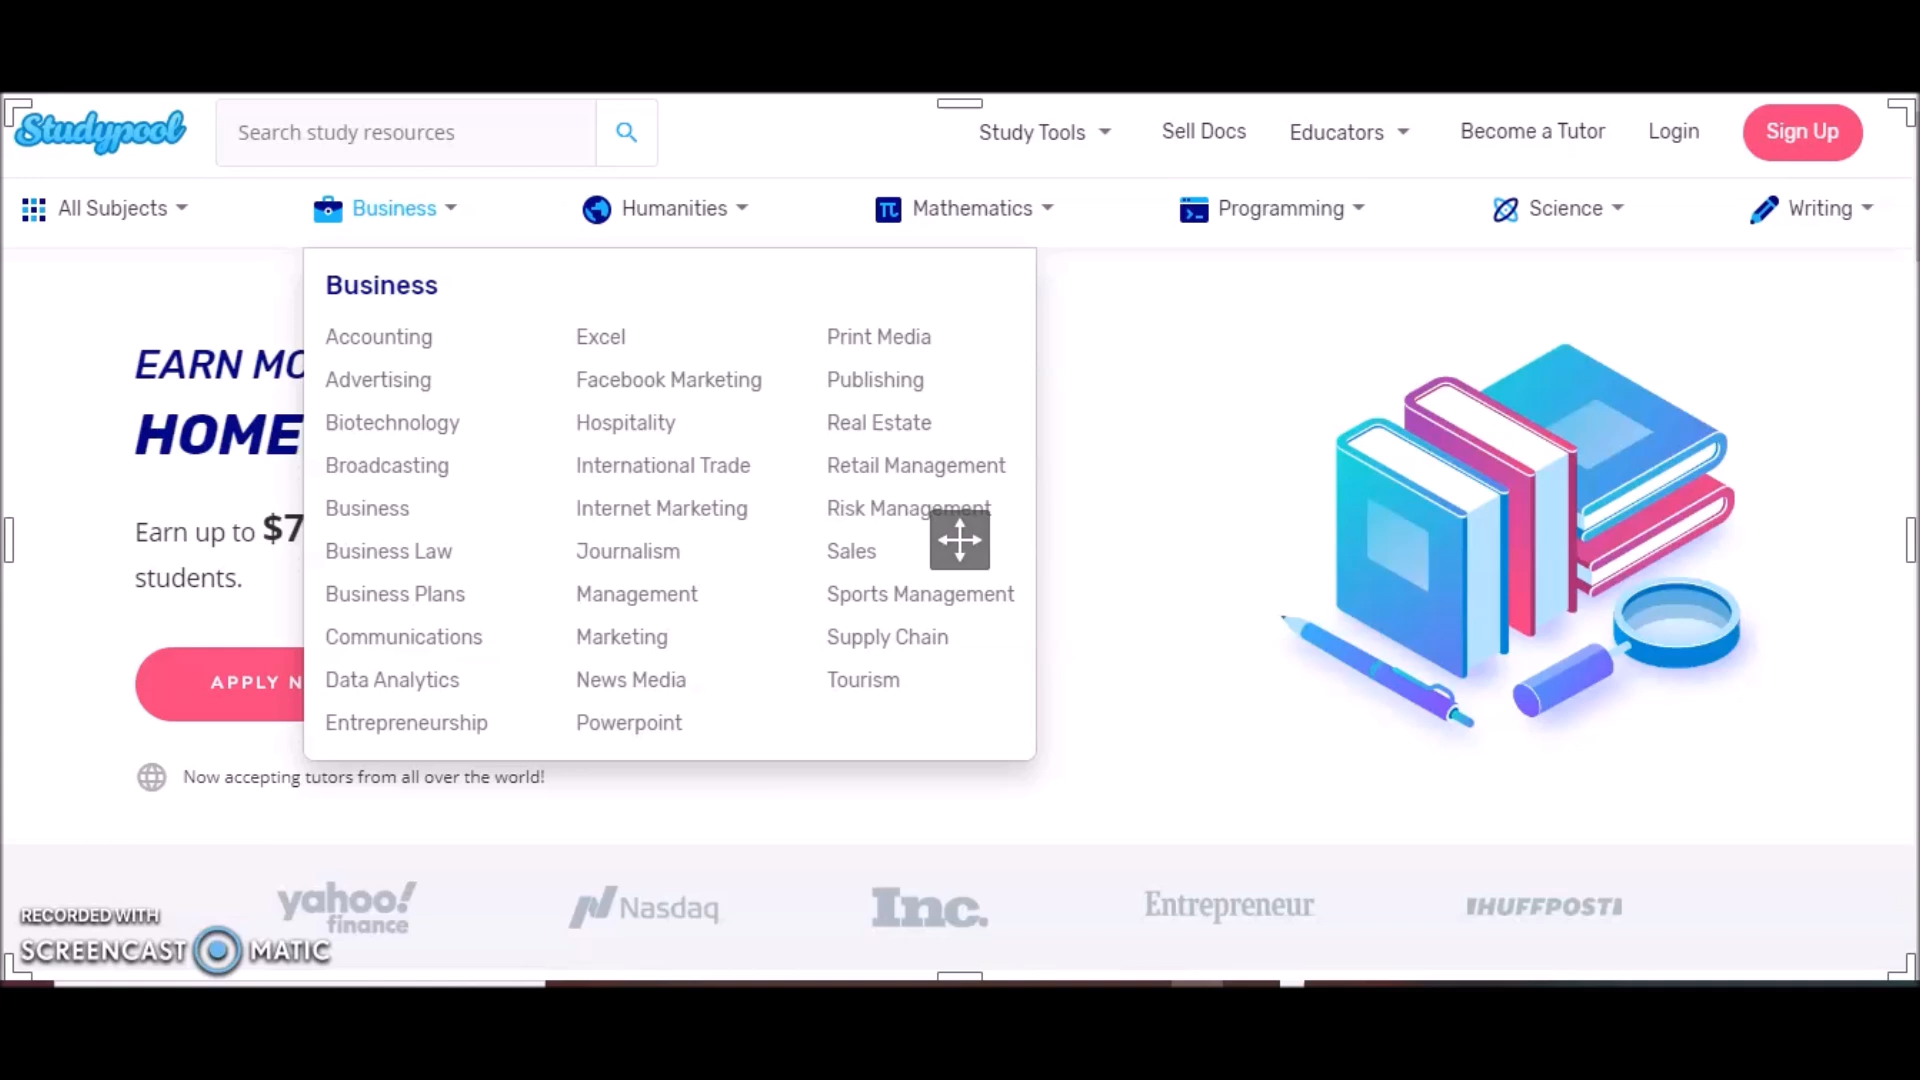 Studypool
Search study resources
Study Tools
Sell Docs
Educators
Become a Tutor
Login
Sign Up
All Subjects
Business
Humanities
Mathematics
Programming
Science
Writing
Business
Accounting
Advertising
Biotechnology
Broadcasting
Business
Business Law
Business Plans
Communications
Data Analytics
Entrepreneurship
Excel
Facebook Marketing
Hospitality
International Trade
Internet Marketing
Journalism
Management
Marketing
News Media
Powerpoint
Print Media
Publishing
Real Estate
Retail Management
Risk Management
Sales
Sports Management
Supply Chain
Tourism
EARN MO
HOME
Earn up to $7
students.
APPLY N
Now accepting tutors from all over the world!
yahoo!
finance
Nasdaq
Inc.
Entrepreneur
HUFFPOST
RECORDED WITH
SCREENCAST MATIC